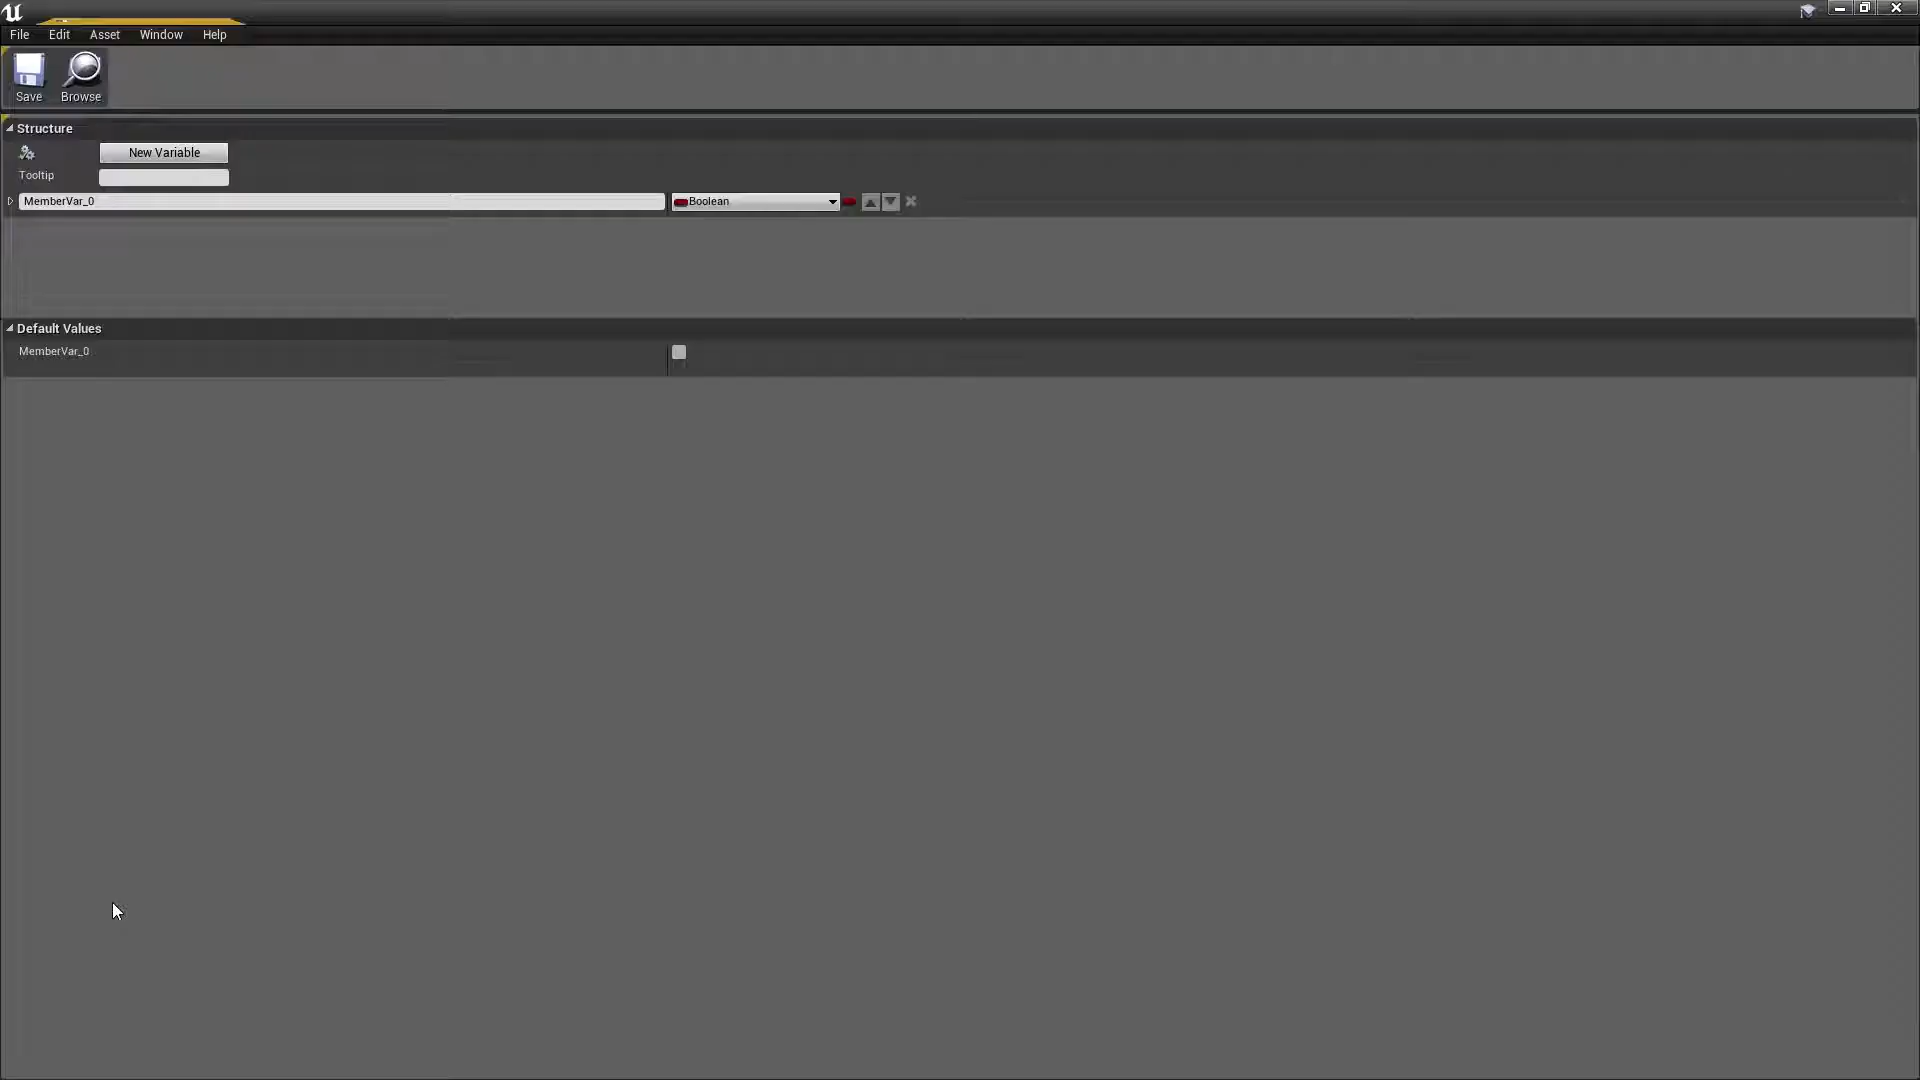 File Edit Asset Window Help
Save Browse
Structure
New Variable
Tooltip
MemberVar_0 Boolean
Default Values
MemberVar_0